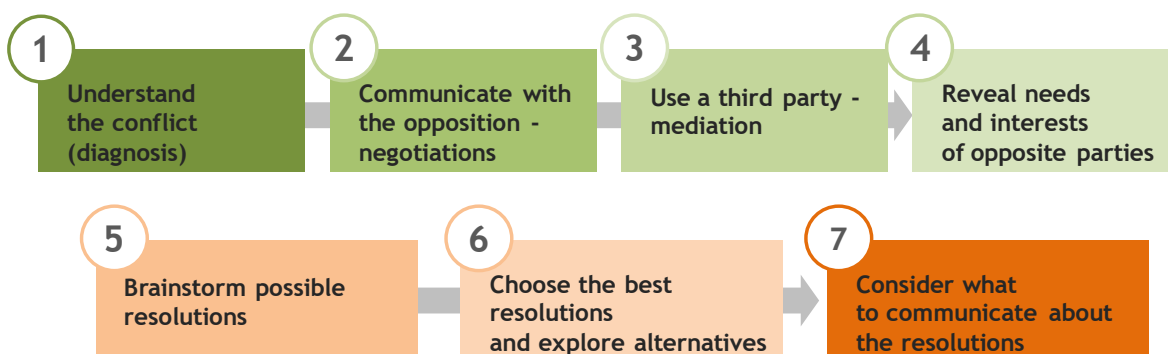 1
Understand
the conflict
(diagnosis)
2
Communicate with
the opposition -
negotiations
3
Use a third party -
mediation
4
Reveal needs
and interests
of opposite parties
5
Brainstorm possible
resolutions
6
Choose the best
resolutions
and explore alternatives
7
Consider what
to communicate about
the resolutions